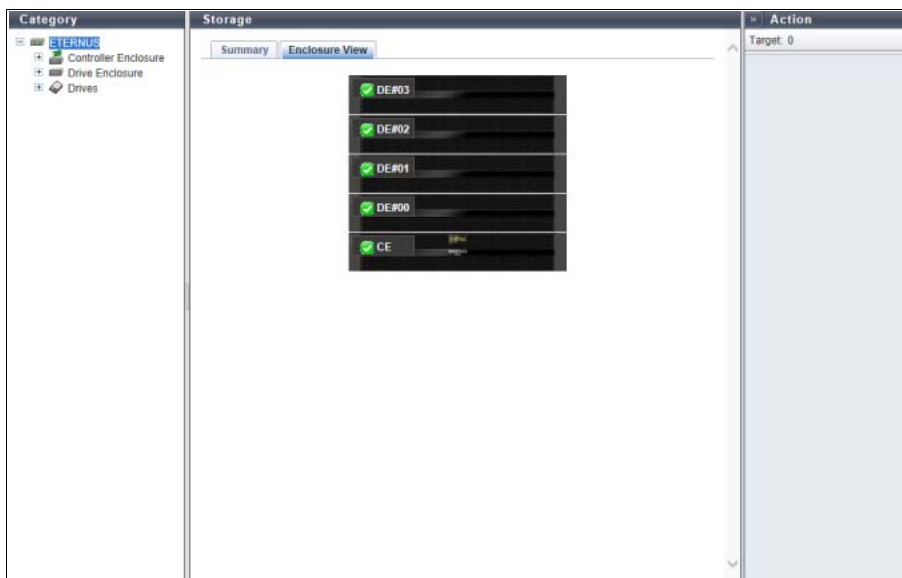 Category
ETERNUS
Controller Enclosure
Drive Enclosure
Drives
Storage
Summary
Enclosure View
DE#03
DE#02
DE#01
DE#00
CE
» Action
Target: 0